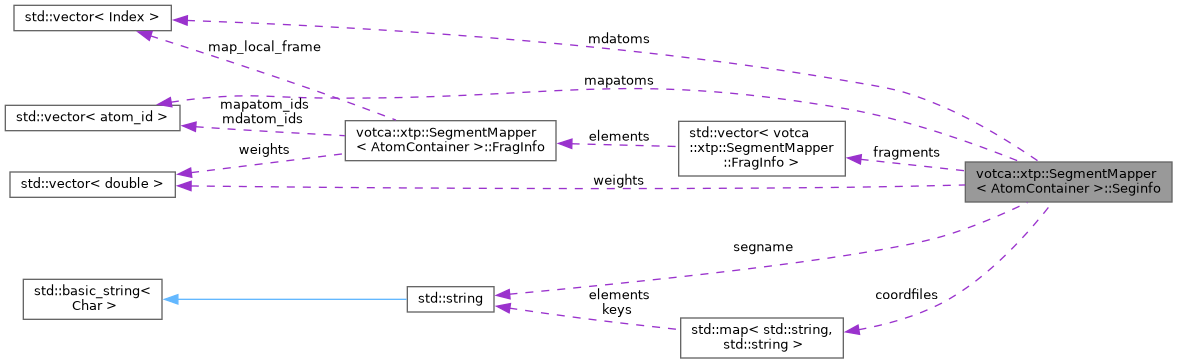 std::vector< Index >
mdatoms
map_local_frame
mapatoms
std::vector< atom_id >
mapatom_ids
mdatom_ids
votca::xtp::SegmentMapper
< AtomContainer >::FragInfo
elements
std::vector< votca
::xtp::SegmentMapper
::FragInfo >
fragments
votca::xtp::SegmentMapper
< AtomContainer >::Seginfo
weights
std::vector< double >
weights
segname
std::basic_string<
Char >
std::string
elements
keys
coordfiles
std::map< std::string,
std::string >